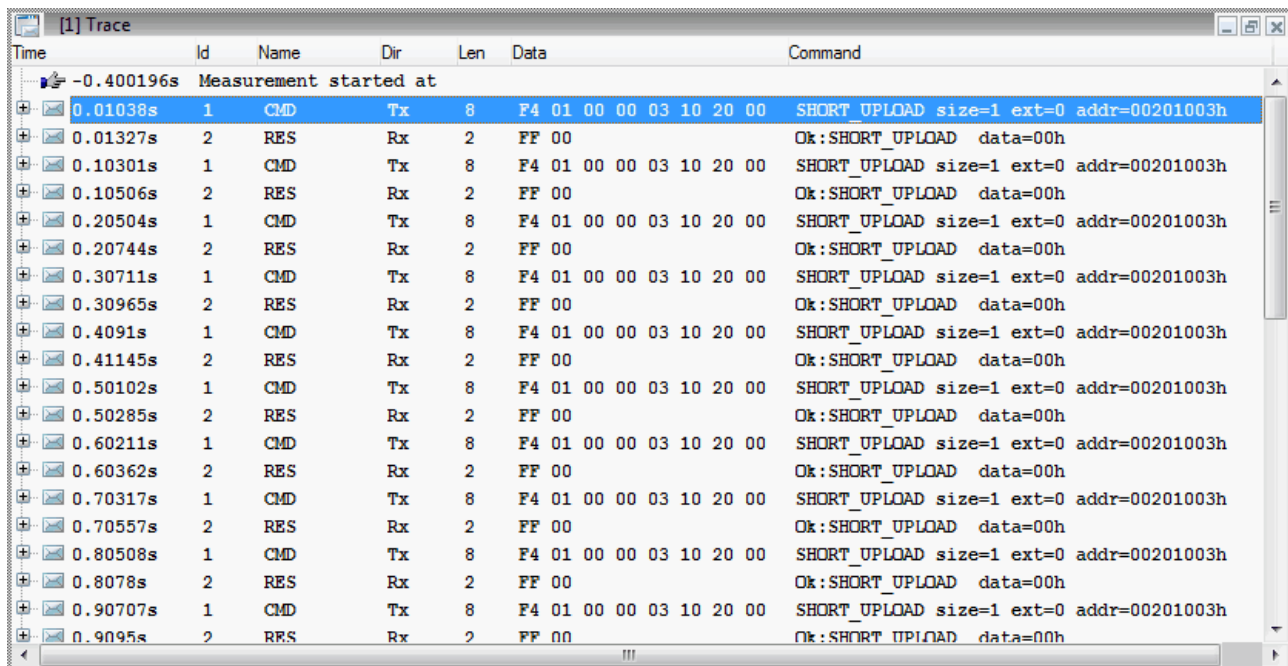 [1] Trace
Time Id Name Dir Len Data Command
-0.400196s Measurement started at
0.01038s 1 CMD Tx 8 F4 01 00 00 03 10 20 00 SHORT_UPLOAD size=1 ext=0 addr=00201003h
0.01327s 2 RES Rx 2 FF 00 Ok:SHORT_UPLOAD data=00h
0.10301s 1 CMD Tx 8 F4 01 00 00 03 10 20 00 SHORT_UPLOAD size=1 ext=0 addr=00201003h
0.10506s 2 RES Rx 2 FF 00 Ok:SHORT_UPLOAD data=00h
0.20504s 1 CMD Tx 8 F4 01 00 00 03 10 20 00 SHORT_UPLOAD size=1 ext=0 addr=00201003h
0.20744s 2 RES Rx 2 FF 00 Ok:SHORT_UPLOAD data=00h
0.30711s 1 CMD Tx 8 F4 01 00 00 03 10 20 00 SHORT_UPLOAD size=1 ext=0 addr=00201003h
0.30965s 2 RES Rx 2 FF 00 Ok:SHORT_UPLOAD data=00h
0.4091s 1 CMD Tx 8 F4 01 00 00 03 10 20 00 SHORT_UPLOAD size=1 ext=0 addr=00201003h
0.41145s 2 RES Rx 2 FF 00 Ok:SHORT_UPLOAD data=00h
0.50102s 1 CMD Tx 8 F4 01 00 00 03 10 20 00 SHORT_UPLOAD size=1 ext=0 addr=00201003h
0.50285s 2 RES Rx 2 FF 00 Ok:SHORT_UPLOAD data=00h
0.60211s 1 CMD Tx 8 F4 01 00 00 03 10 20 00 SHORT_UPLOAD size=1 ext=0 addr=00201003h
0.60362s 2 RES Rx 2 FF 00 Ok:SHORT_UPLOAD data=00h
0.70317s 1 CMD Tx 8 F4 01 00 00 03 10 20 00 SHORT_UPLOAD size=1 ext=0 addr=00201003h
0.70557s 2 RES Rx 2 FF 00 Ok:SHORT_UPLOAD data=00h
0.80508s 1 CMD Tx 8 F4 01 00 00 03 10 20 00 SHORT_UPLOAD size=1 ext=0 addr=00201003h
0.8078s 2 RES Rx 2 FF 00 Ok:SHORT_UPLOAD data=00h
0.90707s 1 CMD Tx 8 F4 01 00 00 03 10 20 00 SHORT_UPLOAD size=1 ext=0 addr=00201003h
0.9095s 2 RES Rx 2 FF 00 Ok:SHORT_UPLOAD data=00h